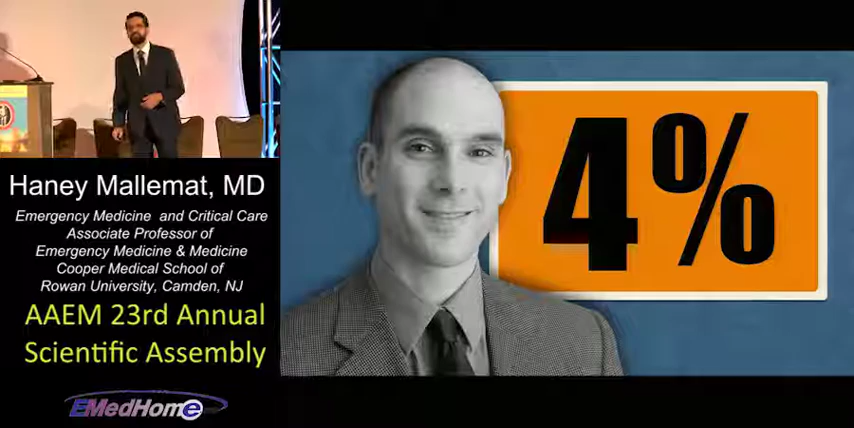 Haney Mallemat, MD
Emergency Medicine and Critical Care
Associate Professor of
Emergency Medicine & Medicine
Cooper Medical School of
Rowan University, Camden, NJ
AAEM 23rd Annual
Scientific Assembly
EMedHome
4%